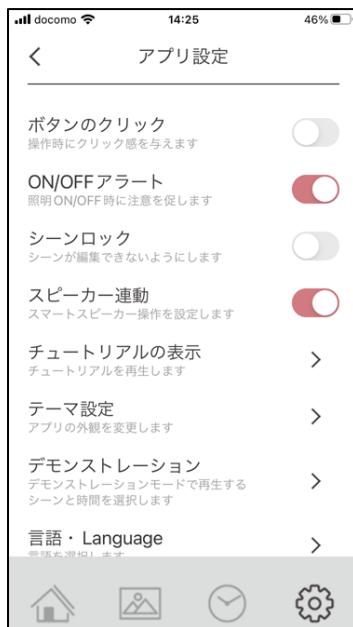 docomo 14:25 46%
アプリ設定
ボタンのクリック
操作時にクリック感を与えます
ON/OFFアラート
照明ON/OFF時に注意を促します
シーンロック
シーンが編集できないようにします
スピーカー連動
スマートスピーカー操作を設定します
チュートリアルの表示
チュートリアルを再生します
テーマ設定
アプリの外観を変更します
デモンストレーション
デモンストレーションモードで再生する
シーンと時間を選択します
言語・ Language
言語を選択します